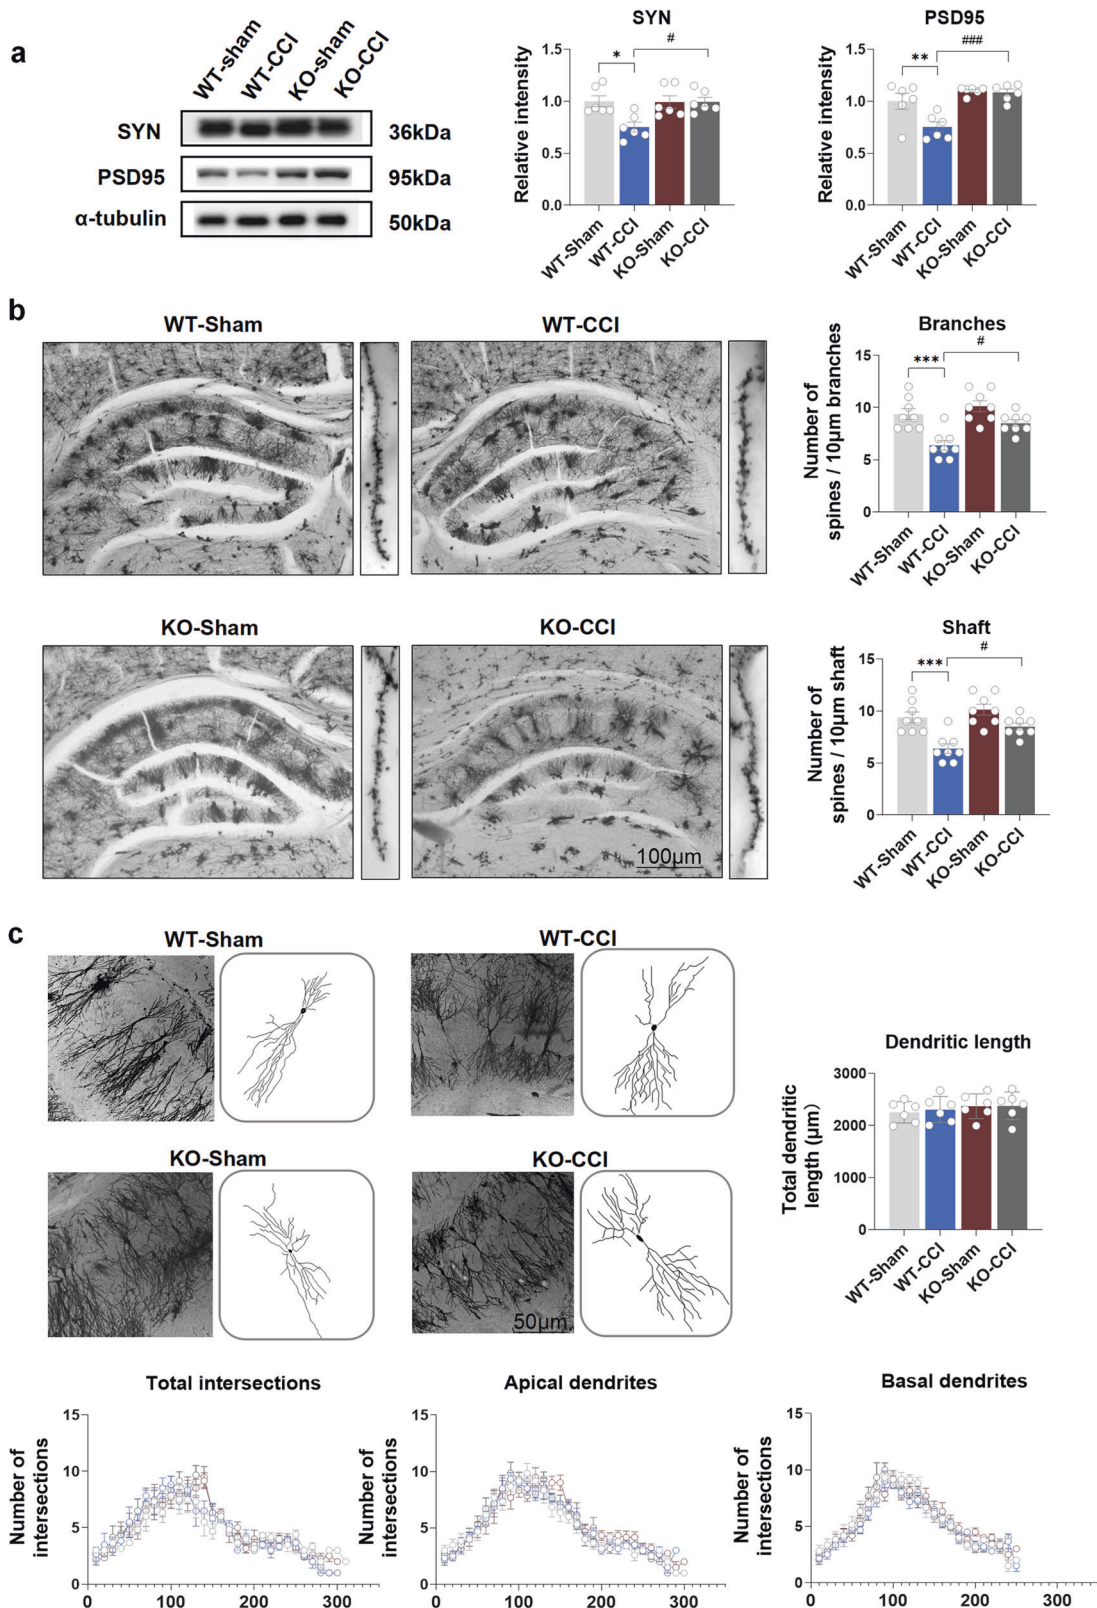 a
WT-sham
WT-CCI
KO-sham
KO-CCI
SYN
36kDa
PSD95
95kDa
α-tubulin
50kDa
SYN
Relative intensity
1.5
1.0
0.5
0.0
*
#
WT-Sham
WT-CCI
KO-Sham
KO-CCI
PSD95
Relative intensity
1.5
1.0
0.5
0.0
**
###
WT-Sham
WT-CCI
KO-Sham
KO-CCI
b
WT-Sham
WT-CCI
KO-Sham
KO-CCI
100μm
Branches
Number of
spines / 10μm branches
15
10
5
0
***
#
WT-Sham
WT-CCI
KO-Sham
KO-CCI
Shaft
Number of
spines / 10μm shaft
15
10
5
0
***
#
WT-Sham
WT-CCI
KO-Sham
KO-CCI
c
WT-Sham
WT-CCI
KO-Sham
KO-CCI
50μm
Dendritic length
Total dendritic
length (μm)
3000
2000
1000
0
WT-Sham
WT-CCI
KO-Sham
KO-CCI
Total intersections
Number of
intersections
15
10
5
0
0
100
200
300
Apical dendrites
Number of
intersections
15
10
5
0
0
100
200
300
Basal dendrites
Number of
intersections
15
10
5
0
0
100
200
300